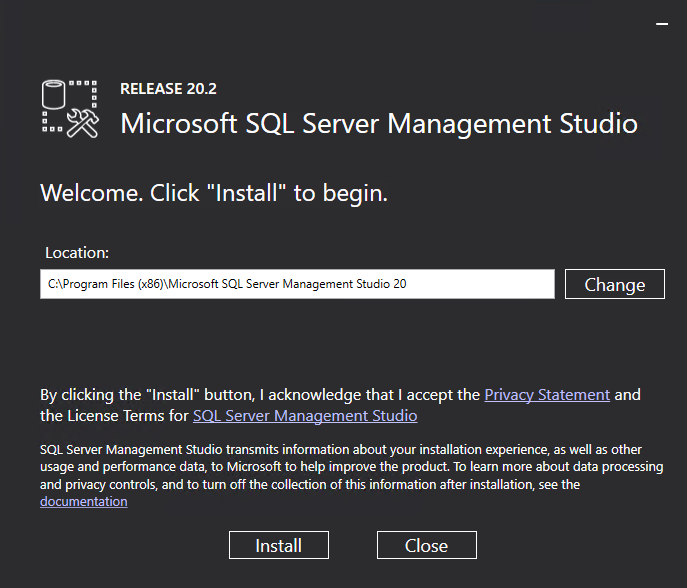 RELEASE 20.2
Microsoft SQL Server Management Studio
Welcome. Click "Install" to begin.
Location:
C:\Program Files (x86)\Microsoft SQL Server Management Studio 20
Change
By clicking the "Install" button, I acknowledge that I accept the Privacy Statement and
the License Terms for SQL Server Management Studio
SQL Server Management Studio transmits information about your installation experience, as well as other
usage and performance data, to Microsoft to help improve the product. To learn more about data processing
and privacy controls, and to turn off the collection of this information after installation, see the
documentation
Install
Close